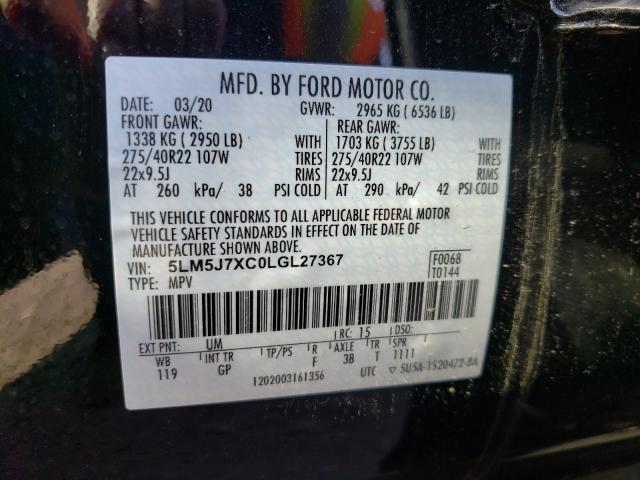 MFD. BY FORD MOTOR CO.
DATE: 03/20 GVWR: 2965 KG ( 6536 LB)
FRONT GAWR: REAR GAWR:
1338 KG ( 2950 LB) WITH 1703 KG ( 3755 LB) WITH
275/40R22 107W TIRES 275/40R22 107W TIRES
22x9.5J RIMS 22x9.5J RIMS
AT 260 kPa/ 38 PSI COLD AT 290 kPa/ 42 PSI COLD
THIS VEHICLE CONFORMS TO ALL APPLICABLE FEDERAL MOTOR
VEHICLE SAFETY STANDARDS IN EFFECT ON THE DATE OF
MANUFACTURE SHOWN ABOVE.
VIN: 5LM5J7XC0LGL27367 F0068
TYPE: MPV T0144
EXT PNT: UM RC: 15 DSO:
WB INT TR TP/PS R AXLE TR SPR
119 GP F 3B T 1111
1202003161356 UTC ▽ 5U5A-1520472-BA